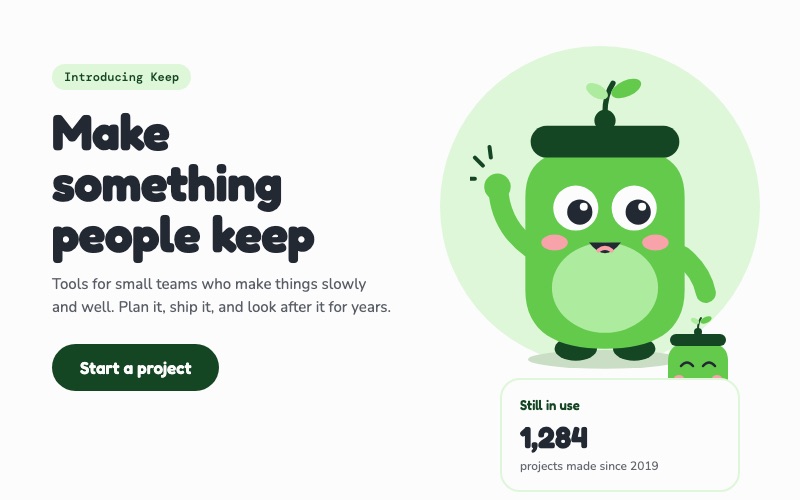 Introducing Keep
Make
something
people keep
Tools for small teams who make things slowly
and well. Plan it, ship it, and look after it for years.
Start a project
Still in use
1,284
projects made since 2019